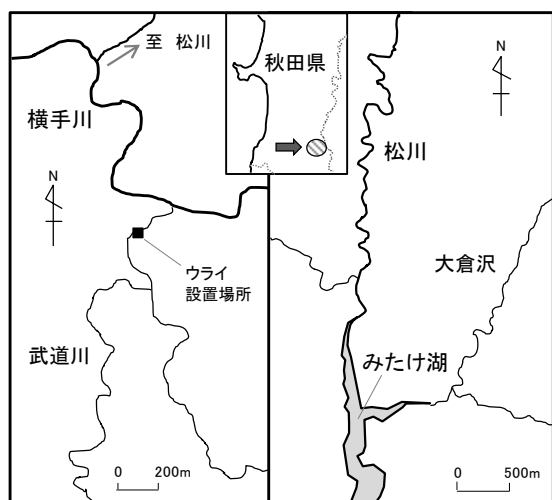 至 松川
横手川
N
ウライ
設置場所
武道川
0 200m
秋田県
N
松川
大倉沢
みたけ湖
0 500m